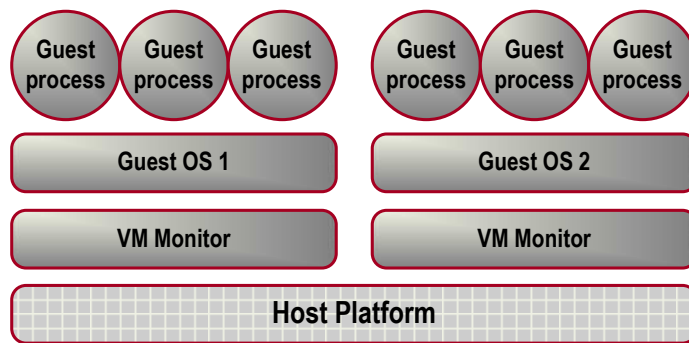 Guest process
Guest process
Guest process
Guest process
Guest process
Guest process
Guest OS 1
Guest OS 2
VM Monitor
VM Monitor
Host Platform